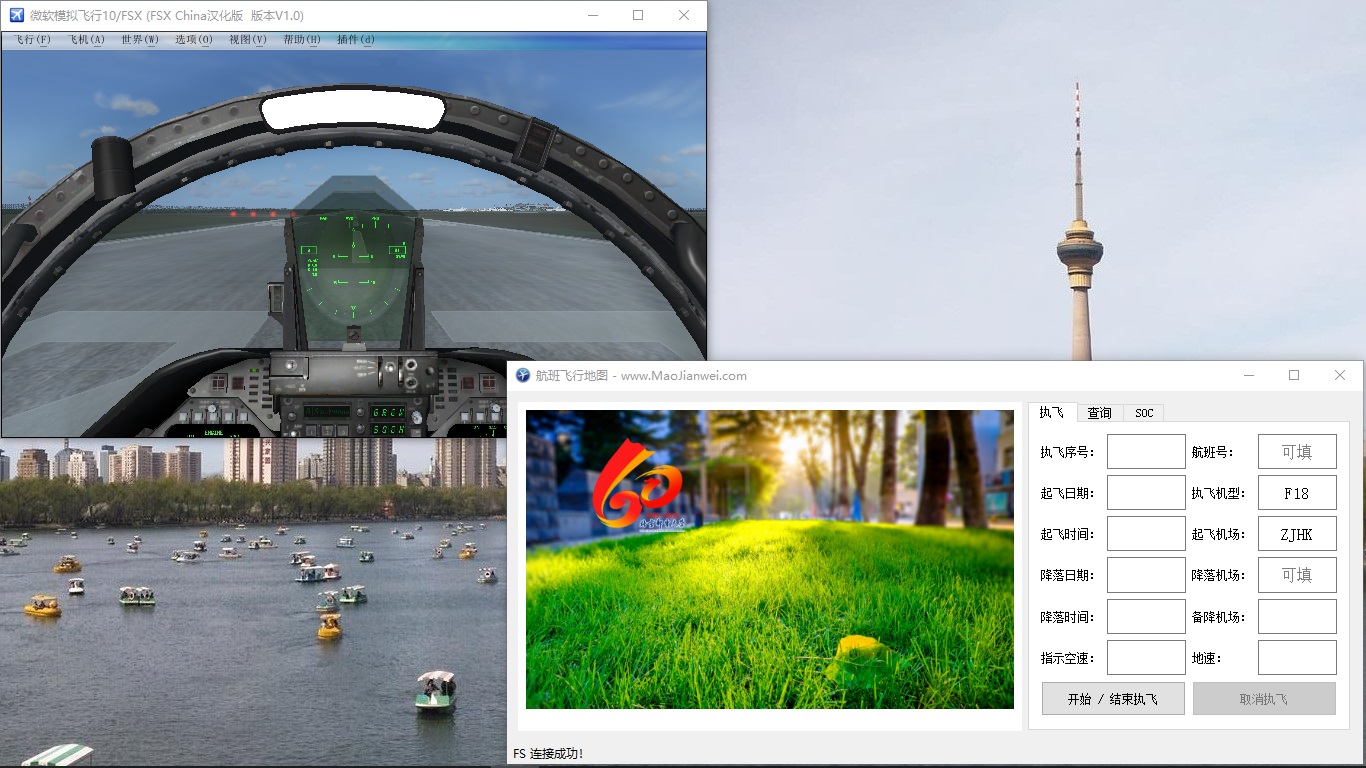 微软模拟飞行10/FSX (FSX China汉化版 版本V1.0)
飞行(F) 飞机(A) 世界(W) 选项(O) 视图(V) 帮助(H) 插件(d)
ENGINE
航班飞行地图 - www.MaoJianwei.com
执飞 查询 SOC
执飞序号: 航班号: 可填
起飞日期: 执飞机型: F18
起飞时间: 起飞机场: ZJHK
降落日期: 降落机场: 可填
降落时间: 备降机场:
指示空速: 地速:
开始 / 结束执飞 取消执飞
60
FS 连接成功!